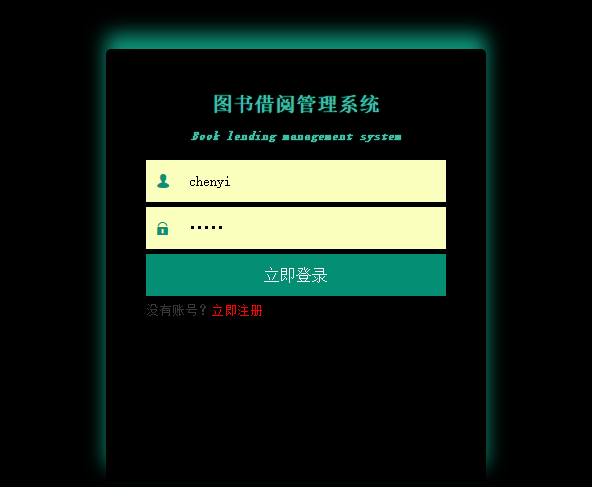 图书借阅管理系统
Book lending management system
chenyi
•••••
立即登录
没有账号？立即注册